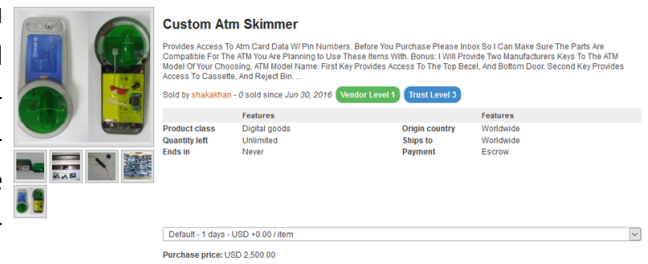 Custom Atm Skimmer
Provides Access To Atm Card Data W/ Pin Numbers. Before You Purchase Please Inbox So I Can Make Sure The Parts Are
Compatible For The ATM You Are Planning to Use These Items With. Bonus: I Will Provide Two Manufacturers Keys To The ATM
Model Of Your Choosing, ATM Model Name. First Key Provides Access To The Top Bezel, And Bottom Door. Second Key Provides
Access To Cassette, And Reject Bin. ...
Sold by shakakhan - 0 sold since Jun 30, 2016 Vendor Level 1 Trust Level 3
Features Features
Product class Digital goods Origin country Worldwide
Quantity left Unlimited Ships to Worldwide
Ends in Never Payment Escrow
Default - 1 days - USD +0.00 / item
Purchase price: USD 2,500.00